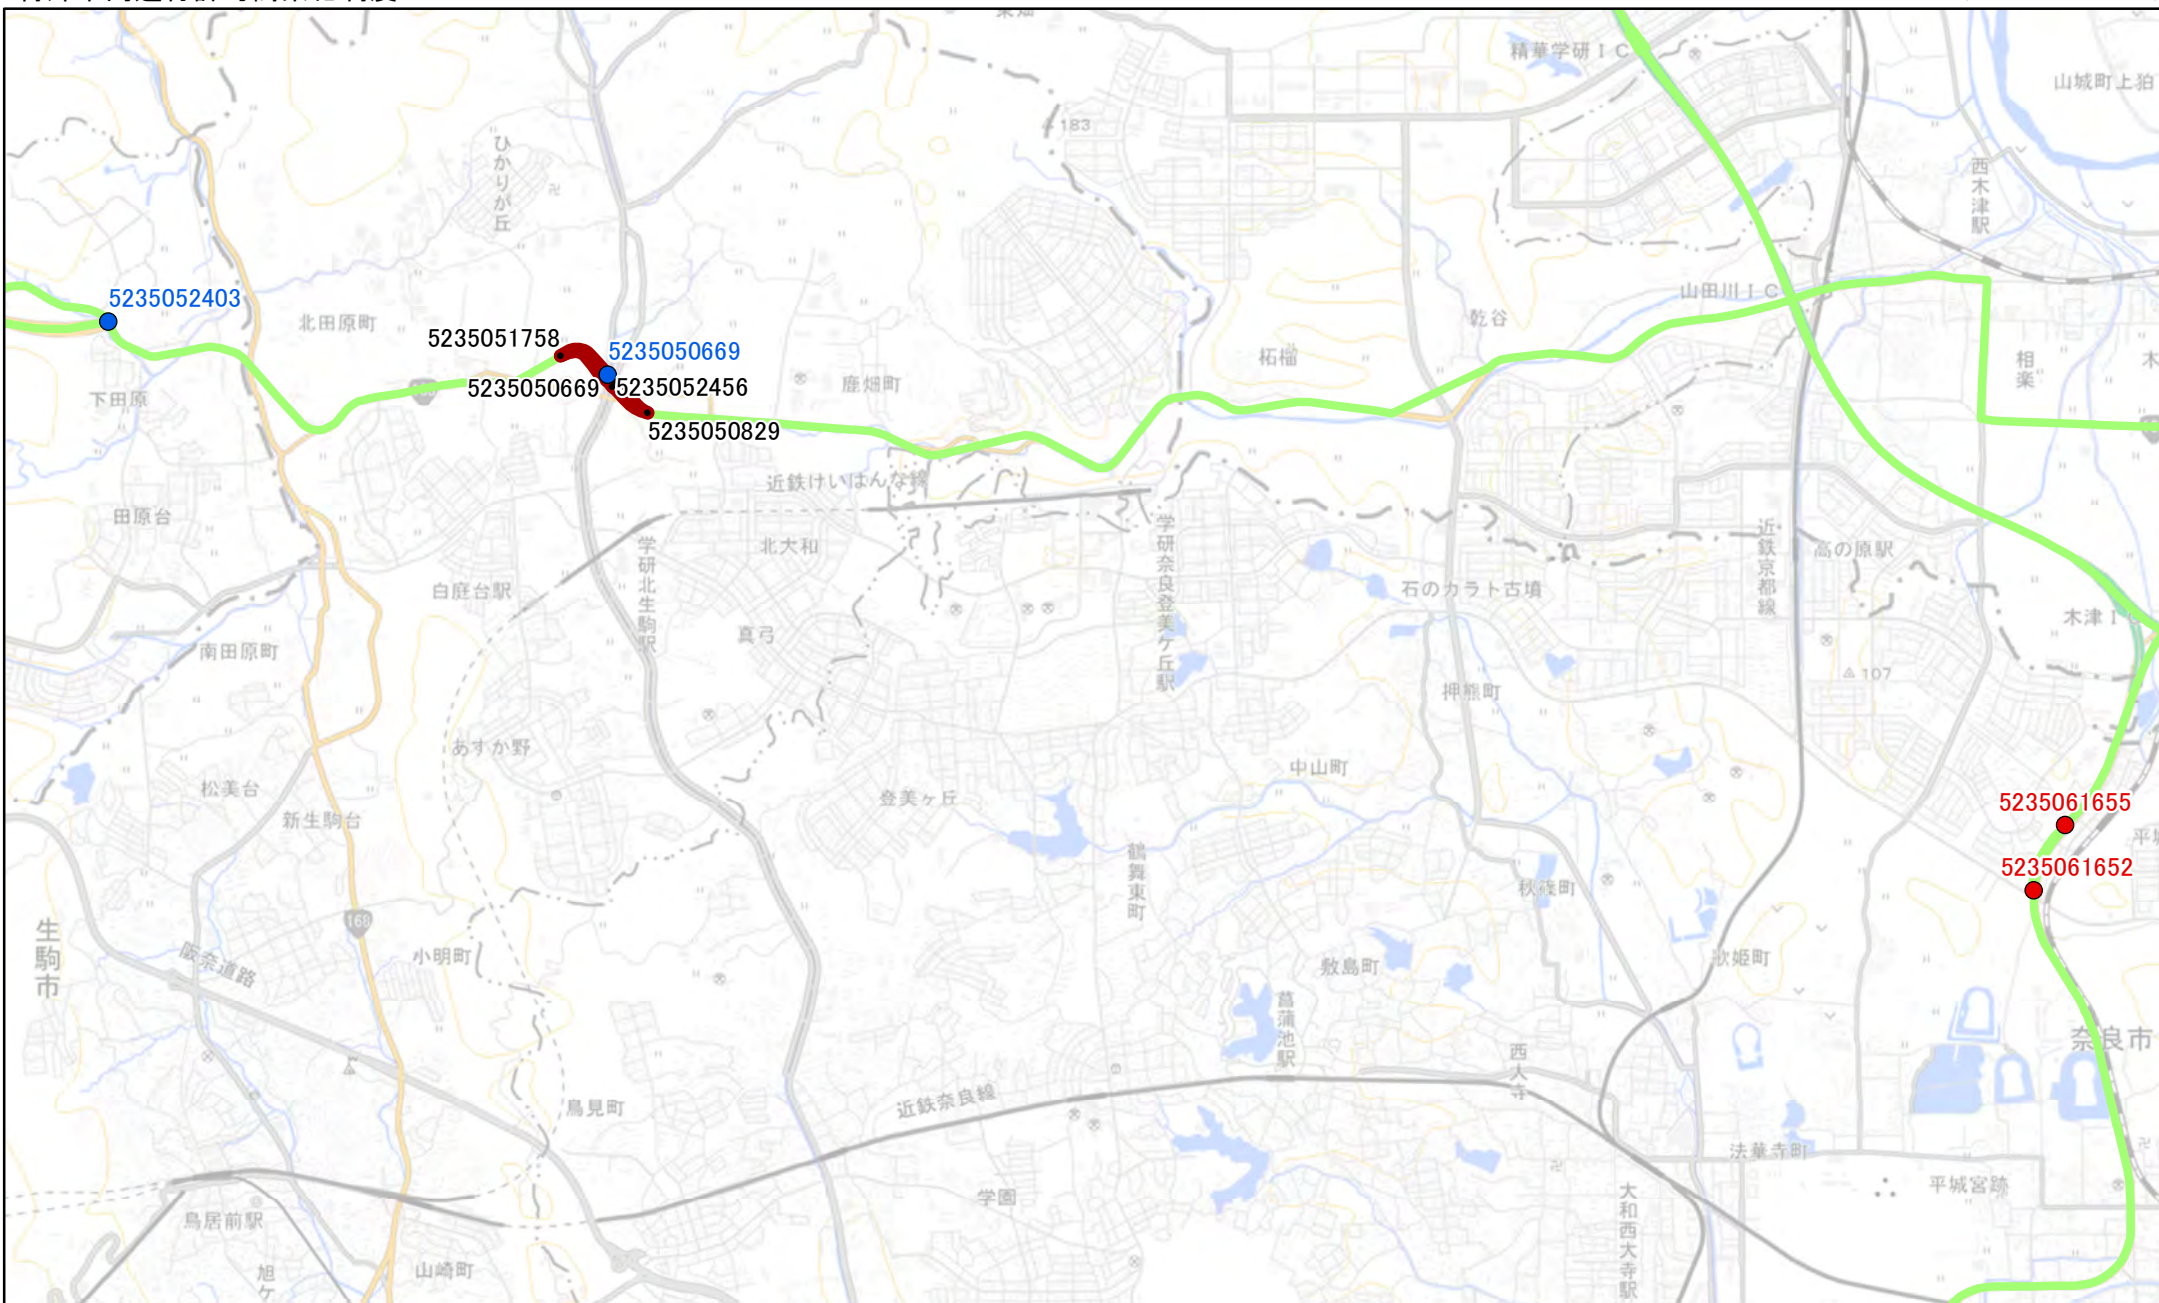 精華学研ＩＣ
山城町上狛
183
ひかりが丘
西木津駅
5235052403
山田川ＩＣ
北田原町
乾谷
5235051758
5235050669
柘榴
相楽
鹿畑町
5235050669
5235052456
下田原
5235050829
近鉄けいはんな線
田原台
学研北生駒駅
北大和
学研奈良登美ケ丘駅
近鉄京都線
高の原駅
白庭台駅
石のカラト古墳
木津Ｉ
真弓
南田原町
107
押熊町
あすか野
中山町
松美台
登美ヶ丘
5235061655
新生駒台
鶴舞東町
5235061652
秋篠町
168
生駒市
阪奈道路
小明町
敷島町
歌姫町
菖蒲池駅
奈良市
鳥見町
近鉄奈良線
法華寺町
学園
平城宮跡
大和西大寺駅
鳥居前駅
山崎町
旭ケ